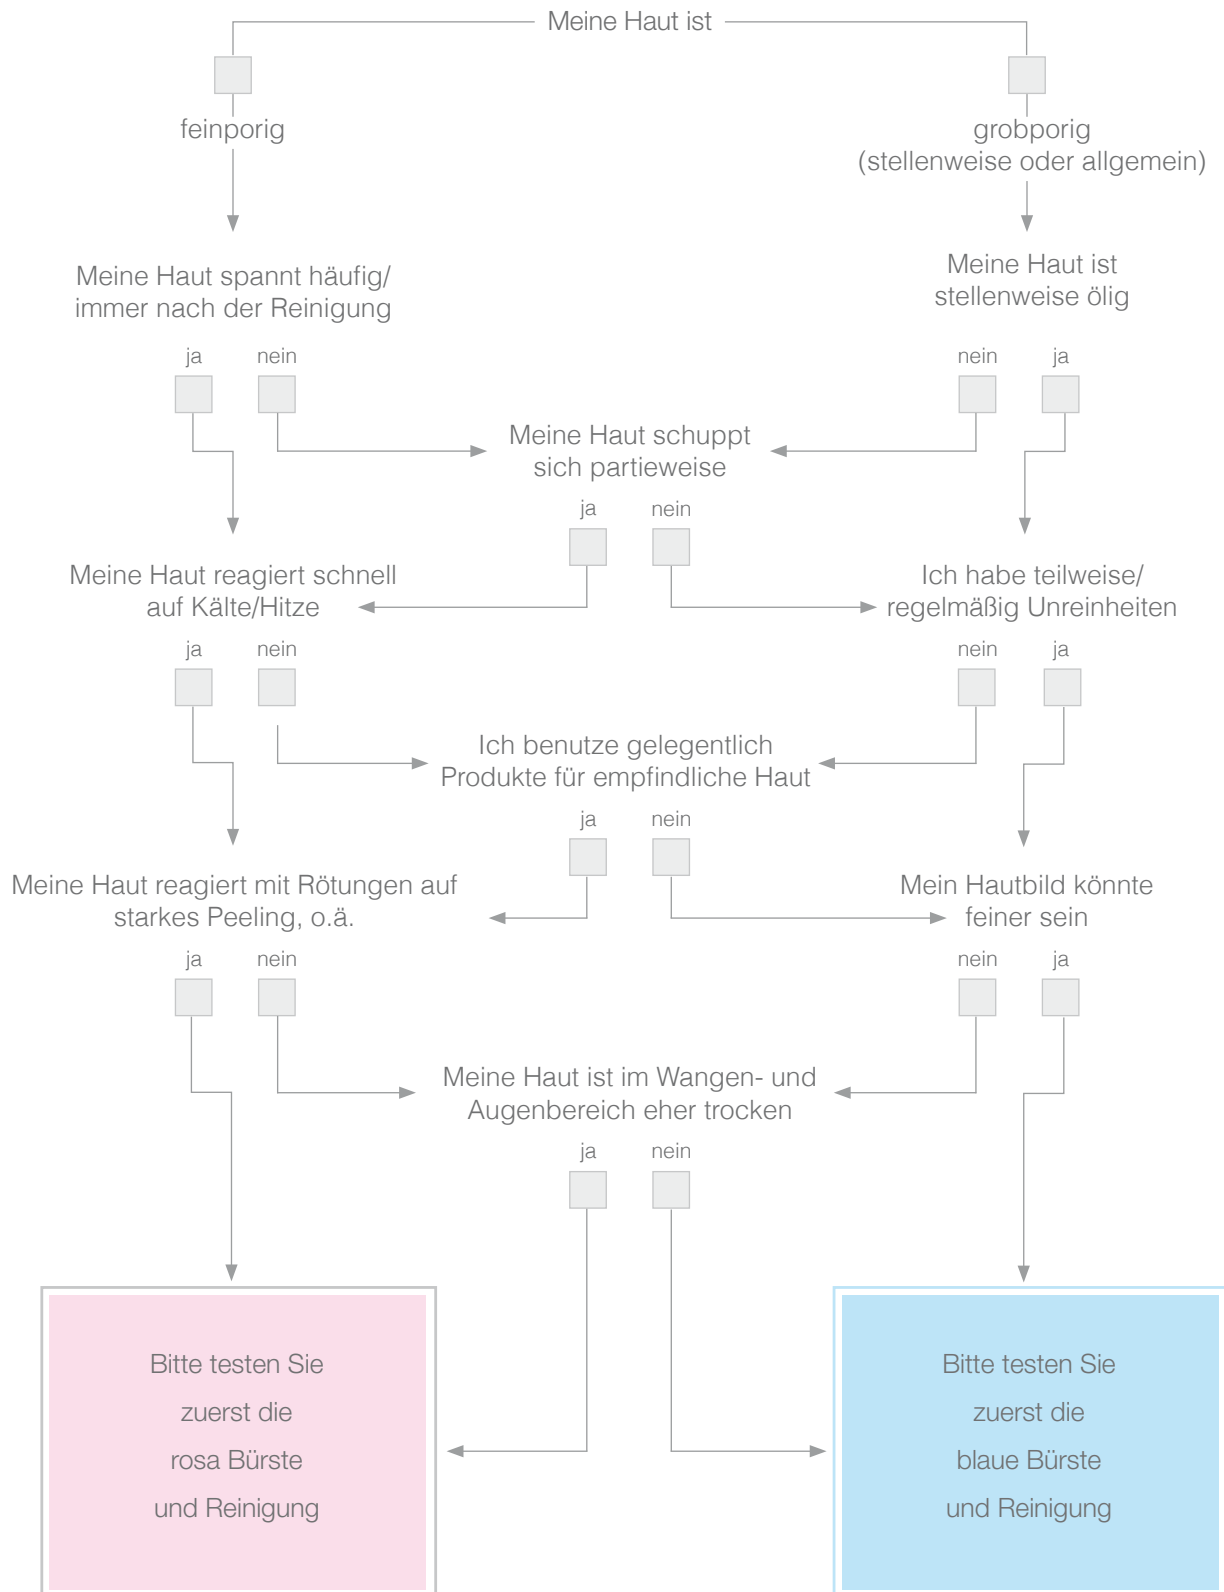 Meine Haut ist
feinporig
grobporig
(stellenweise oder allgemein)
Meine Haut spannt häufig/
immer nach der Reinigung
ja
nein
Meine Haut ist
stellenweise ölig
nein
ja
Meine Haut schuppt
sich partieweise
ja
nein
Meine Haut reagiert schnell
auf Kälte/Hitze
ja
nein
Ich habe teilweise/
regelmäßig Unreinheiten
nein
ja
Ich benutze gelegentlich
Produkte für empfindliche Haut
ja
nein
Meine Haut reagiert mit Rötungen auf
starkes Peeling, o.ä.
ja
nein
Mein Hautbild könnte
feiner sein
nein
ja
Meine Haut ist im Wangen- und
Augenbereich eher trocken
ja
nein
Bitte testen Sie
zuerst die
rosa Bürste
und Reinigung
Bitte testen Sie
zuerst die
blaue Bürste
und Reinigung